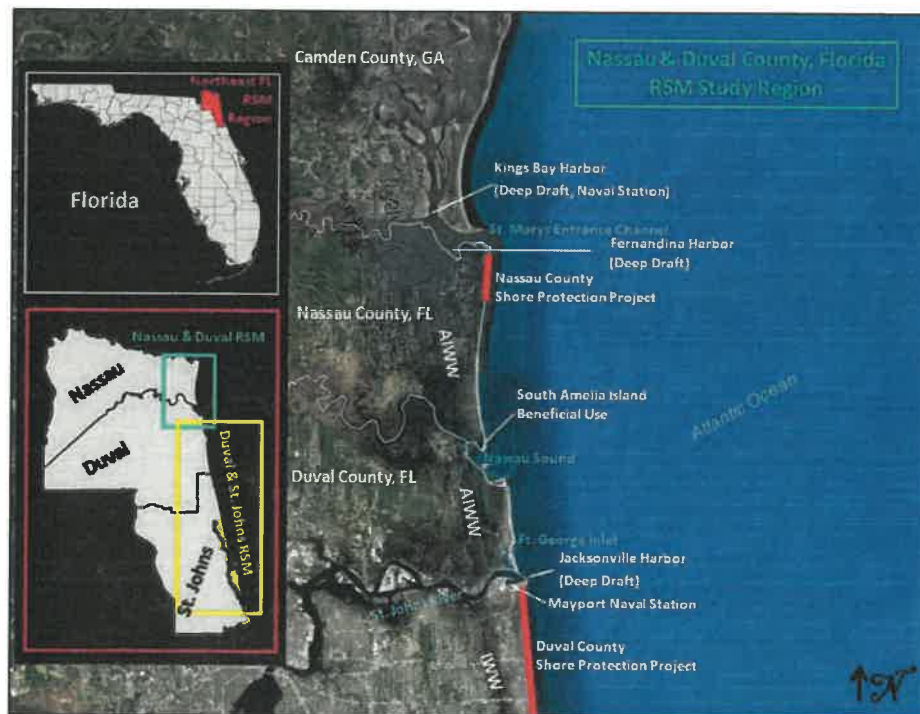 Camden County, GA
Nassau & Duval County, Florida
RSM Study Region
Northeast FL
RSM
Region
Florida
Kings Bay Harbor
(Deep Draft, Naval Station)
St. Marys Entrance Channel
Fernandina Harbor
(Deep Draft)
Nassau County
Shore Protection Project
Nassau County, FL
AIWW
Nassau & Duval RSM
Nassau
Duval
St. Johns
Duval & St. Johns RSM
South Amelia Island
Beneficial Use
Atlantic Ocean
Nassau Sound
Duval County, FL
AIWW
Ft. George Inlet
Jacksonville Harbor
(Deep Draft)
St. Johns River
Mayport Naval Station
Duval County
Shore Protection Project
IWW
N